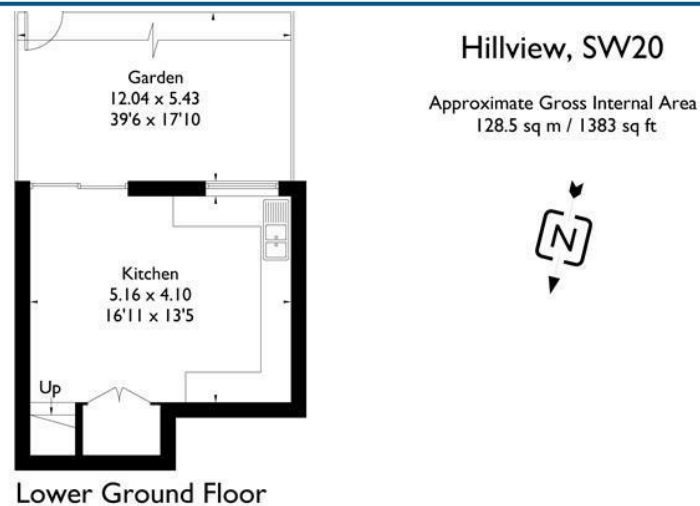 Hillview, SW20
Approximate Gross Internal Area
128.5 sq m / 1383 sq ft
N
Garden
12.04 x 5.43
39'6 x 17'10
Kitchen
5.16 x 4.10
16'11 x 13'5
Up
Lower Ground Floor